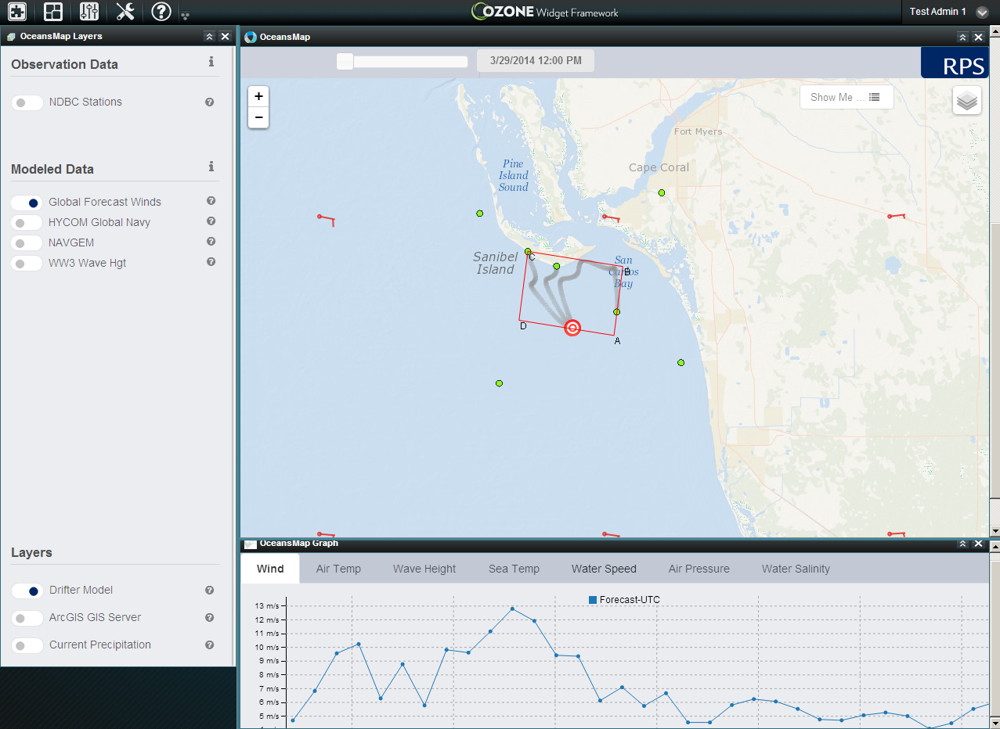 OZONE Widget Framework
Test Admin 1
OceansMap Layers
Observation Data
NDBC Stations
Modeled Data
Global Forecast Winds
HYCOM Global Navy
NAVGEM
WW3 Wave Hgt
Layers
Drifter Model
ArcGIS GIS Server
Current Precipitation
OceansMap
3/29/2014 12:00 PM
RPS
+
−
Show Me ...
Fort Myers
Cape Coral
Pine
Island
Sound
Sanibel
Island
San
Carlos
Bay
C
B
D
A
OceansMap Graph
Wind
Air Temp
Wave Height
Sea Temp
Water Speed
Air Pressure
Water Salinity
Forecast-UTC
13 m/s
12 m/s
11 m/s
10 m/s
9 m/s
8 m/s
7 m/s
6 m/s
5 m/s